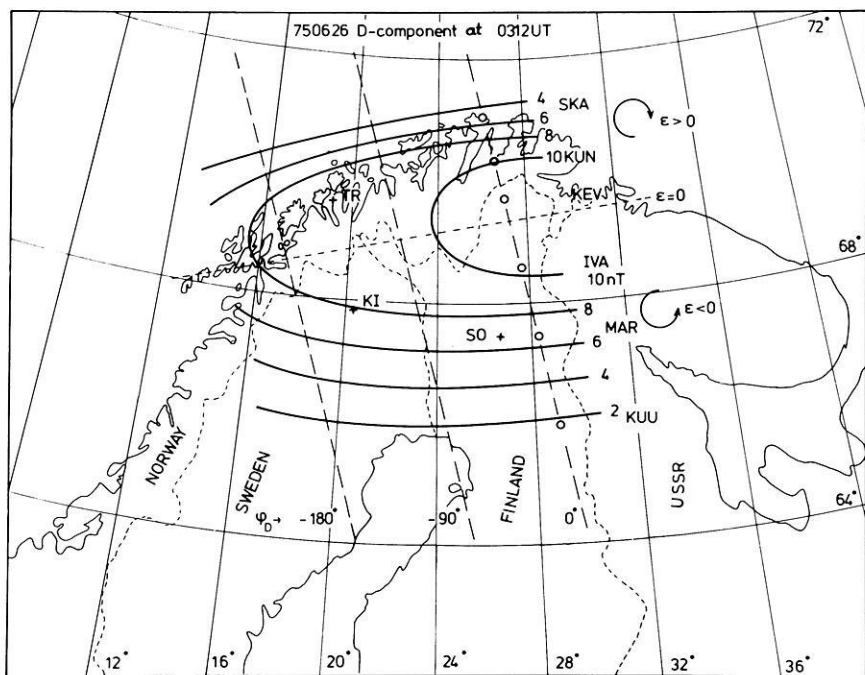 750626 D-component at 0312UT
72°
4 SKA
6
8
ε>0
10 KUN
TR
KEV
ε=0
68°
IVA
10nT
KI
8
MAR
ε<0
SO
6
4
2 KUU
NORWAY
SWEDEN
FINLAND
USSR
64°
φD→ -180° -90° 0°
12° 16° 20° 24° 28° 32° 36°